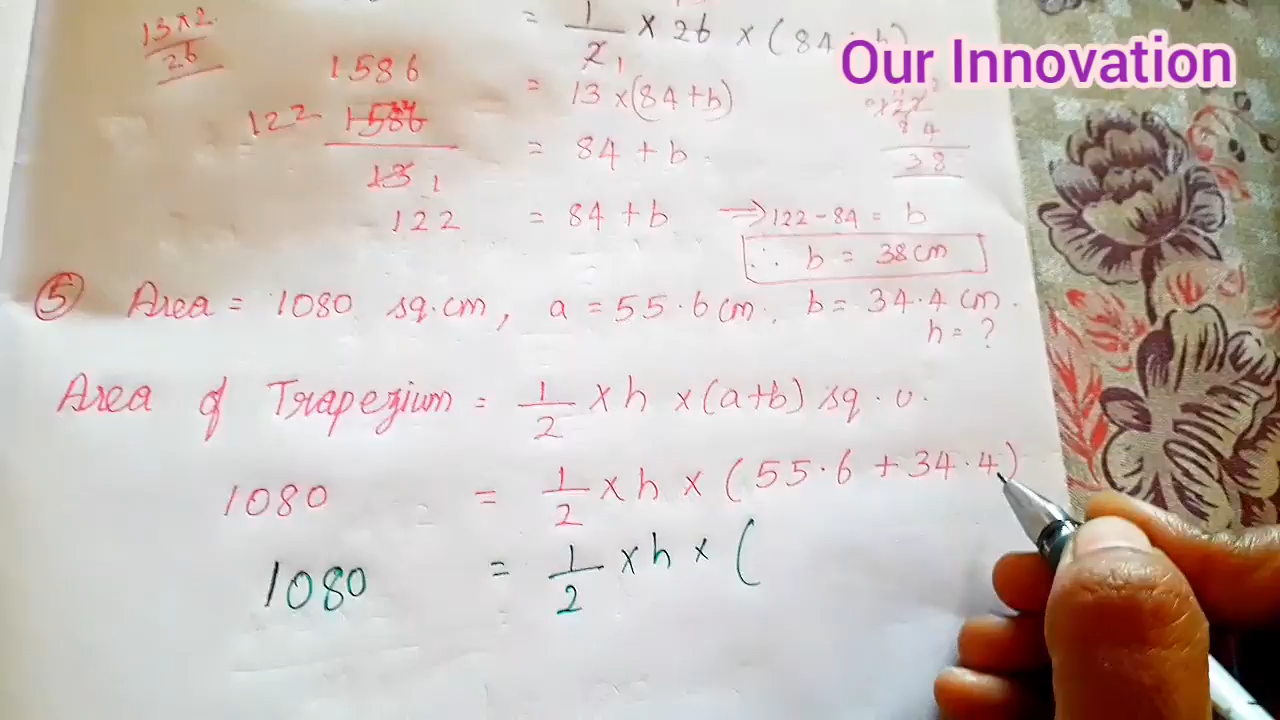 13×2
26
= 1/2 1 × 26 × (84 + b)
Our Innovation
1586
= 13 × (84+b)
122 1586
84
38
= 84 + b
13 1
122 = 84 + b ⇒ 122 - 84 = b
∴ b = 38 cm
⑤ Area = 1080 sq.cm, a = 55.6 cm. b = 34.4 cm.
h = ?
Area of Trapezium = 1/2 × h × (a+b) sq. u.
1080 = 1/2 × h × (55.6 + 34.4)
1080 = 1/2 × h × (